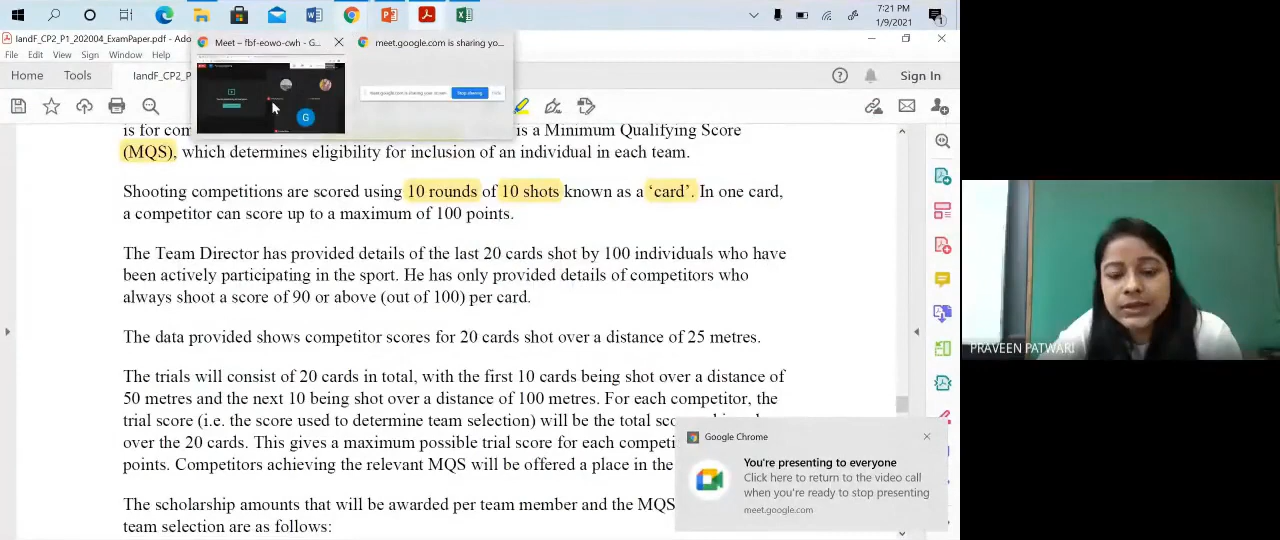 7:21 PM
1/9/2021
IandF_CP2_P1_202004_ExamPaper.pdf - Ado
File Edit View Sign Window Help
Meet – fbf-eowo-cwh - G...
meet.google.com is sharing yo...
Home Tools IandF_CP2_P
Sign In
Stop sharing
Hide
is for com
is a Minimum Qualifying Score
(MQS), which determines eligibility for inclusion of an individual in each team.
Shooting competitions are scored using 10 rounds of 10 shots known as a ‘card’. In one card,
a competitor can score up to a maximum of 100 points.
The Team Director has provided details of the last 20 cards shot by 100 individuals who have
been actively participating in the sport. He has only provided details of competitors who
always shoot a score of 90 or above (out of 100) per card.
The data provided shows competitor scores for 20 cards shot over a distance of 25 metres.
The trials will consist of 20 cards in total, with the first 10 cards being shot over a distance of
50 metres and the next 10 being shot over a distance of 100 metres. For each competitor, the
trial score (i.e. the score used to determine team selection) will be the total
over the 20 cards. This gives a maximum possible trial score for each competi
points. Competitors achieving the relevant MQS will be offered a place in the
The scholarship amounts that will be awarded per team member and the MQS
team selection are as follows:
Google Chrome
You're presenting to everyone
Click here to return to the video call
when you're ready to stop presenting
meet.google.com
PRAVEEN PATWARI